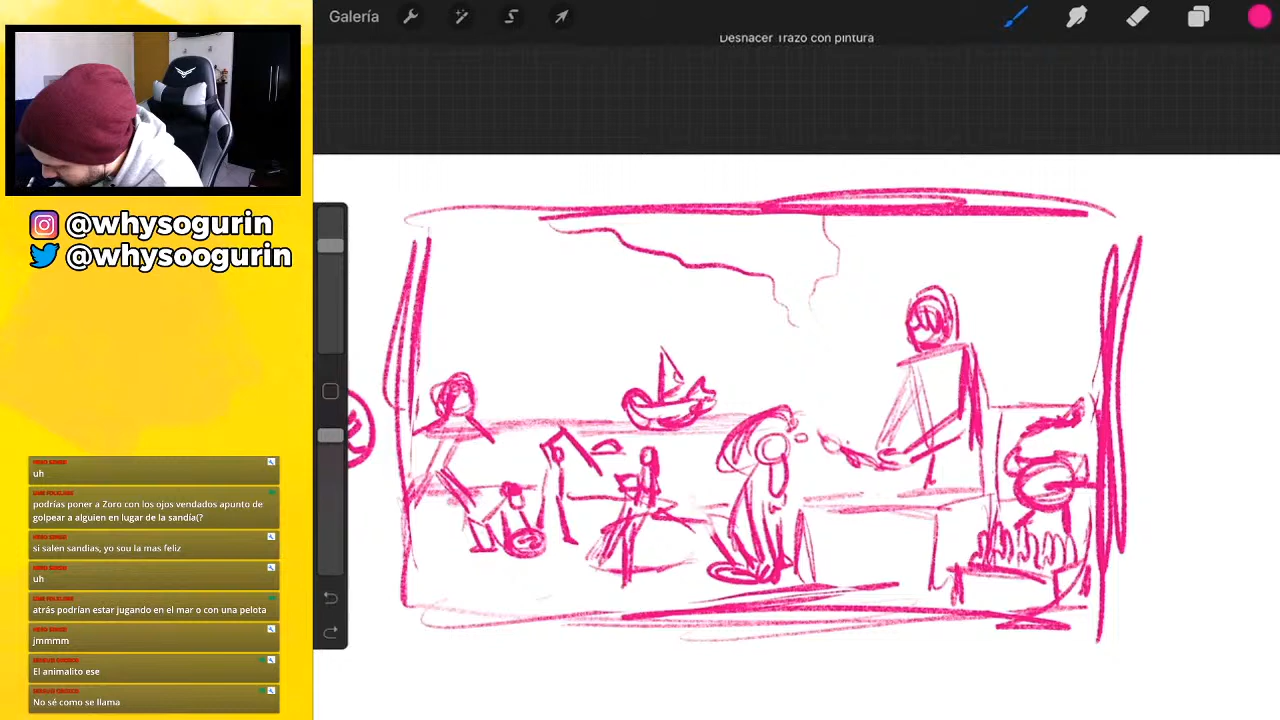 Galería
Desnacer Trazo con pintura
@whysogurin
@whysoogurin
uh
podrías poner a Zoro con los ojos vendados apunto de
golpear a alguien en lugar de la sandía(?
si salen sandias, yo sou la mas feliz
uh
atrás podrían estar jugando en el mar o con una pelota
jmmmm
El animalito ese
No sé como se llama